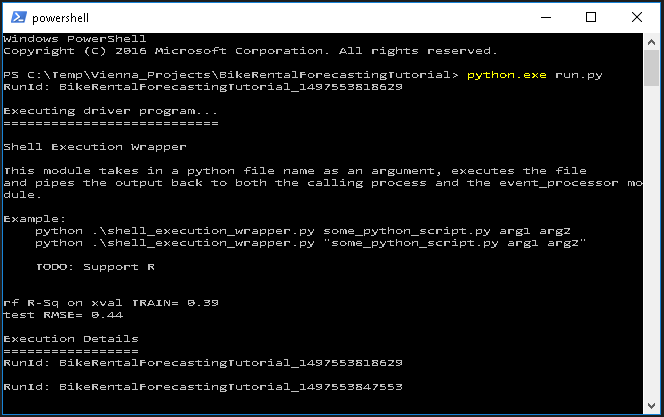 powershell
Windows PowerShell
Copyright (C) 2016 Microsoft Corporation. All rights reserved.
PS C:\Temp\Vienna_Projects\BikeRentalForecastingTutorial> python.exe run.py
RunId: BikeRentalForecastingTutorial_1497553818629
Executing driver program...
===========================
Shell Execution Wrapper
This module takes in a python file name as an argument, executes the file
and pipes the output back to both the calling process and the event_processor mo
dule.
Example:
python .\shell_execution_wrapper.py some_python_script.py arg1 arg2
python .\shell_execution_wrapper.py "some_python_script.py arg1 arg2"
TODO: Support R
rf R-Sq on xval TRAIN= 0.39
test RMSE= 0.44
Execution Details
=================
RunId: BikeRentalForecastingTutorial_1497553818629
RunId: BikeRentalForecastingTutorial_1497553847553